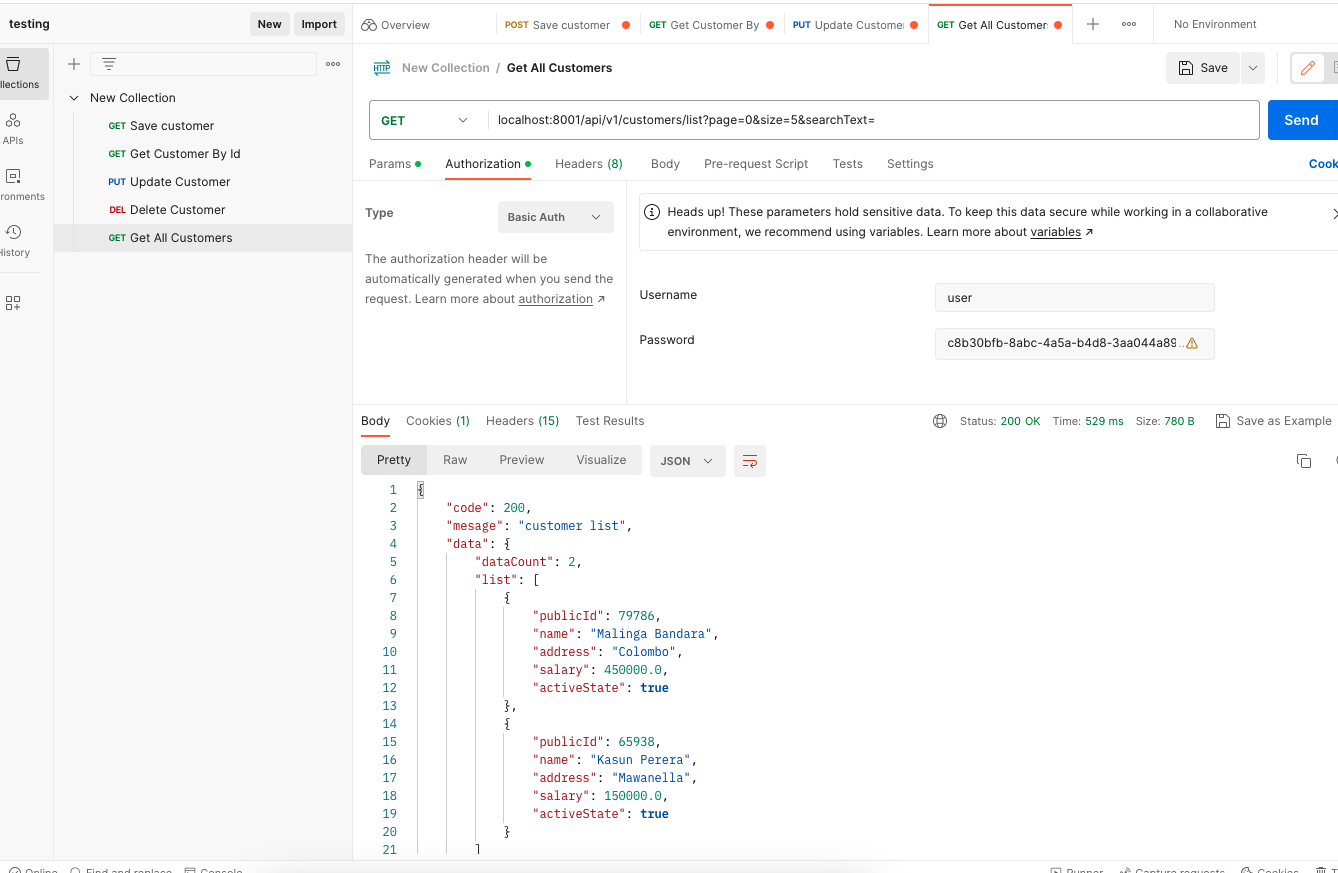 testing
New Import
Overview
POST Save customer
GET Get Customer By
PUT Update Customer
GET Get All Customer
No Environment
New Collection / Get All Customers
Save
llections
New Collection
GET Save customer
GET Get Customer By Id
PUT Update Customer
DEL Delete Customer
GET Get All Customers
APIs
ronments
History
GET localhost:8001/api/v1/customers/list?page=0&size=5&searchText=
Send
Params Authorization Headers (8) Body Pre-request Script Tests Settings
Cook
Type
Basic Auth
The authorization header will be
automatically generated when you send the
request. Learn more about authorization ↗
Heads up! These parameters hold sensitive data. To keep this data secure while working in a collaborative
environment, we recommend using variables. Learn more about variables ↗
Username
user
Password
c8b30bfb-8abc-4a5a-b4d8-3aa044a89...
Body Cookies (1) Headers (15) Test Results
Status: 200 OK Time: 529 ms Size: 780 B
Save as Example
Pretty Raw Preview Visualize JSON
1 {
2 "code": 200,
3 "mesage": "customer list",
4 "data": {
5 "dataCount": 2,
6 "list": [
7 {
8 "publicId": 79786,
9 "name": "Malinga Bandara",
10 "address": "Colombo",
11 "salary": 450000.0,
12 "activeState": true
13 },
14 {
15 "publicId": 65938,
16 "name": "Kasun Perera",
17 "address": "Mawanella",
18 "salary": 150000.0,
19 "activeState": true
20 }
21 ]
Online Find and replace Console
Runner Capture requests Cookies